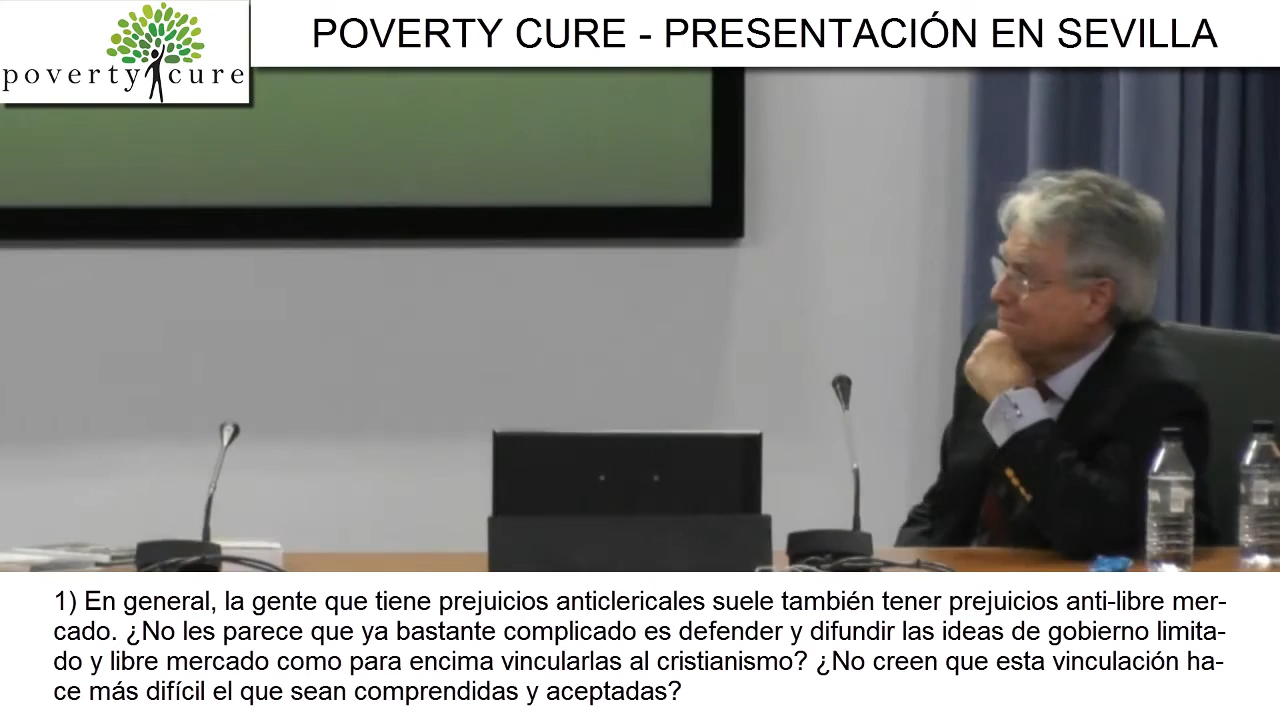 POVERTY CURE - PRESENTACIÓN EN SEVILLA
poverty cure
1) En general, la gente que tiene prejuicios anticlericales suele también tener prejuicios anti-libre mer-
cado. ¿No les parece que ya bastante complicado es defender y difundir las ideas de gobierno limita-
do y libre mercado como para encima vincularlas al cristianismo? ¿No creen que esta vinculación ha-
ce más difícil el que sean comprendidas y aceptadas?